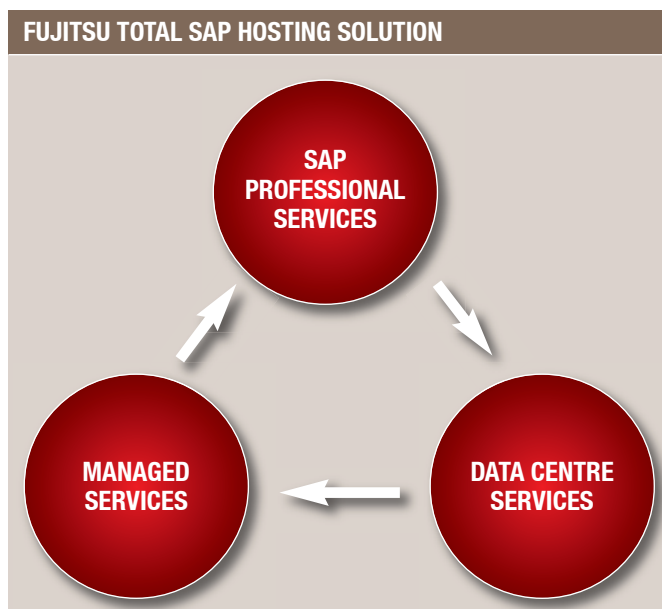 FUJITSU TOTAL SAP HOSTING SOLUTION
SAP
PROFESSIONAL
SERVICES
MANAGED
SERVICES
DATA CENTRE
SERVICES